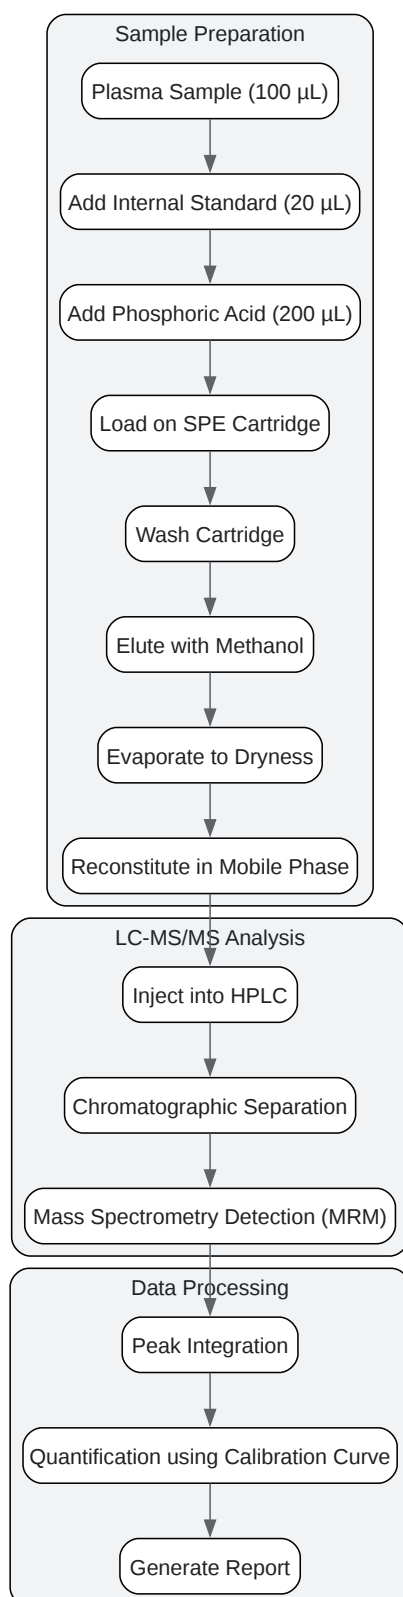 Sample Preparation
Plasma Sample (100 µL)
Add Internal Standard (20 µL)
Add Phosphoric Acid (200 µL)
Load on SPE Cartridge
Wash Cartridge
Elute with Methanol
Evaporate to Dryness
Reconstitute in Mobile Phase
LC-MS/MS Analysis
Inject into HPLC
Chromatographic Separation
Mass Spectrometry Detection (MRM)
Data Processing
Peak Integration
Quantification using Calibration Curve
Generate Report